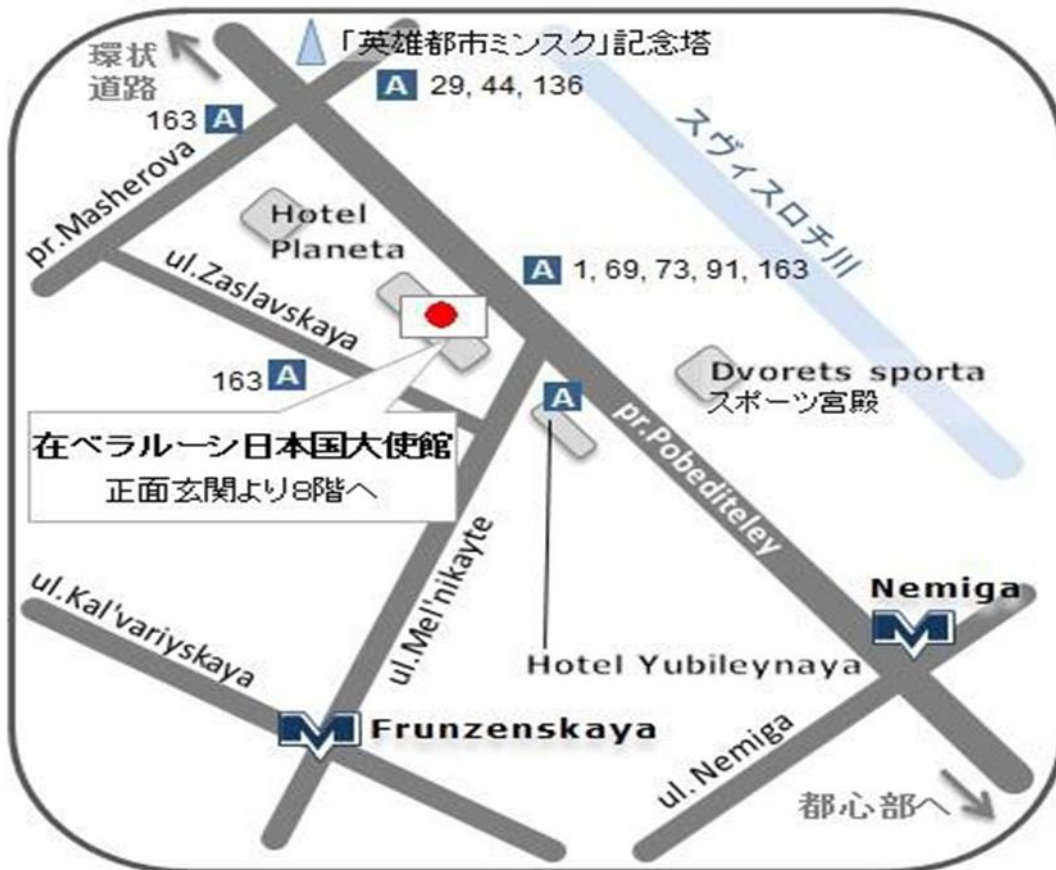 「英雄都市ミンスク」記念塔
環状
道路
A 29, 44, 136
163 A
スヴィスロチ川
pr.Masherova
Hotel
Planeta
ul.Zaslavskaya
A 1, 69, 73, 91, 163
163 A
Dvorets sporta
スポーツ宮殿
A
pr.Pobediteley
在ベラルーシ日本国大使館
正面玄関より8階へ
ul.Mel'nikayte
ul.Kal'variyskaya
Nemiga
M
Hotel Yubileynaya
M Frunzenskaya
ul.Nemiga
都心部へ